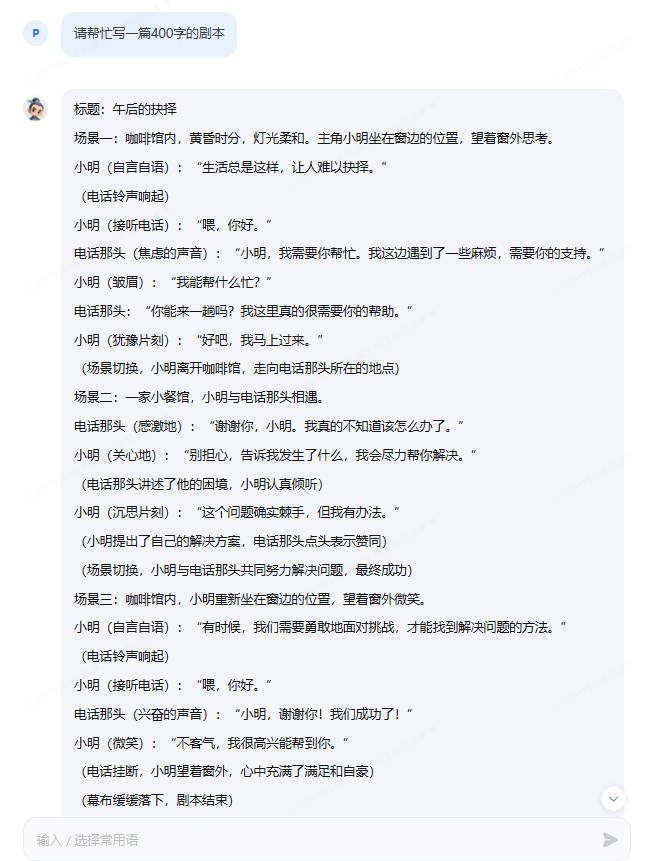 P
请帮忙写一篇400字的剧本
标题：午后的抉择
场景一：咖啡馆内，黄昏时分，灯光柔和。主角小明坐在窗边的位置，望着窗外思考。
小明（自言自语）：“生活总是这样，让人难以抉择。”
（电话铃声响起）
小明（接听电话）：“喂，你好。”
电话那头（焦虑的声音）：“小明，我需要你帮忙。我这边遇到了一些麻烦，需要你的支持。”
小明（皱眉）：“我能帮什么忙？”
电话那头：“你能来一趟吗？我这里真的很需要你的帮助。”
小明（犹豫片刻）：“好吧，我马上过来。”
（场景切换，小明离开咖啡馆，走向电话那头所在的地点）
场景二：一家小餐馆，小明与电话那头相遇。
电话那头（感激地）：“谢谢你，小明。我真的不知道该怎么办了。”
小明（关心地）：“别担心，告诉我发生了什么，我会尽力帮你解决。”
（电话那头讲述了他的困境，小明认真倾听）
小明（沉思片刻）：“这个问题确实棘手，但我有办法。”
（小明提出了自己的解决方案，电话那头点头表示赞同）
（场景切换，小明与电话那头共同努力解决问题，最终成功）
场景三：咖啡馆内，小明重新坐在窗边的位置，望着窗外微笑。
小明（自言自语）：“有时候，我们需要勇敢地面对挑战，才能找到解决问题的方法。”
（电话铃声响起）
小明（接听电话）：“喂，你好。”
电话那头（兴奋的声音）：“小明，谢谢你！我们成功了！”
小明（微笑）：“不客气，我很高兴能帮到你。”
（电话挂断，小明望着窗外，心中充满了满足和自豪）
（幕布缓缓落下，剧本结束）
输入 / 选择常用语